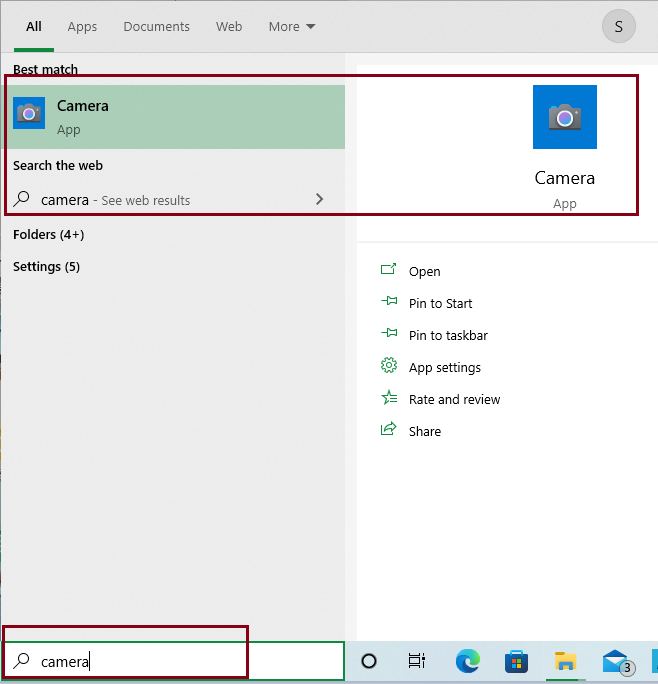 All Apps Documents Web More S
Best match
Camera
App
Search the web
camera - See web results
Folders (4+)
Settings (5)
Camera
App
Open
Pin to Start
Pin to taskbar
App settings
Rate and review
Share
camera
3